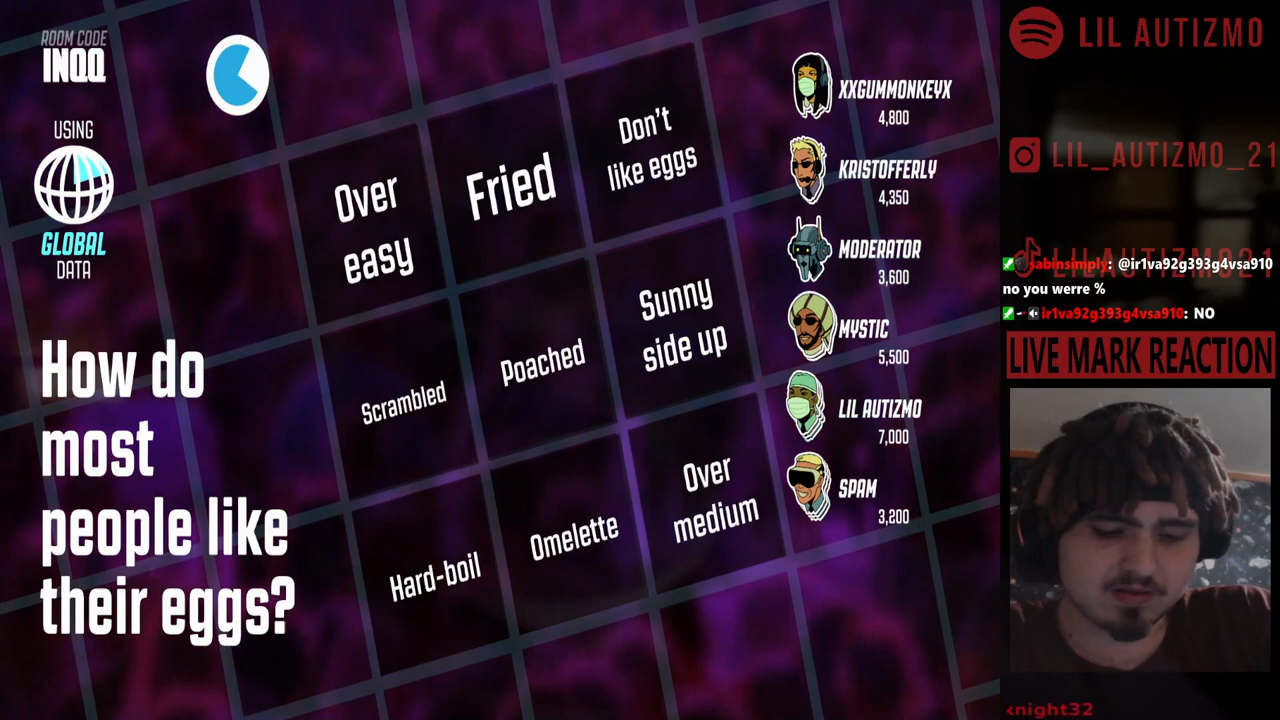 ROOM CODE
INQQ
USING
GLOBAL
DATA
How do
most
people like
their eggs?
Over
easy
Fried
Don't
like eggs
Scrambled
Poached
Sunny
side up
Hard-boil
Omelette
Over
medium
XXGUMMONKEYX
4,800
KRISTOFFERLY
4,350
MODERATOR
3,600
MYSTIC
5,500
LIL AUTIZMO
7,000
SPAM
3,200
LIL AUTIZMO
LIL_AUTIZMO_21
LILAUTIZMO21
sabinsimply: @ir1va92g393g4vsa910
no you werre %
ir1va92g393g4vsa910: NO
LIVE MARK REACTION
knight32